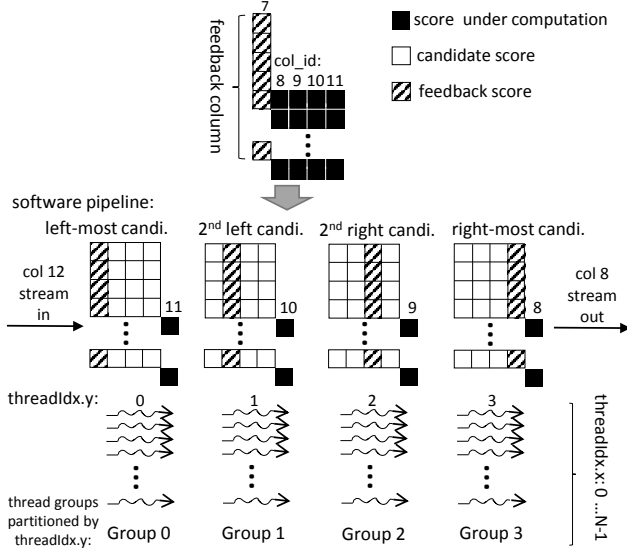 7
feedback column
col_id:
8 9 10 11
score under computation
candidate score
feedback score
software pipeline:
left-most candi.
2nd left candi.
2nd right candi.
right-most candi.
col 12
stream
in
11
10
9
8
col 8
stream
out
threadIdx.y:
0
1
2
3
threadIdx.x: 0 ...N-1
thread groups
partitioned by
threadIdx.y:
Group 0
Group 1
Group 2
Group 3